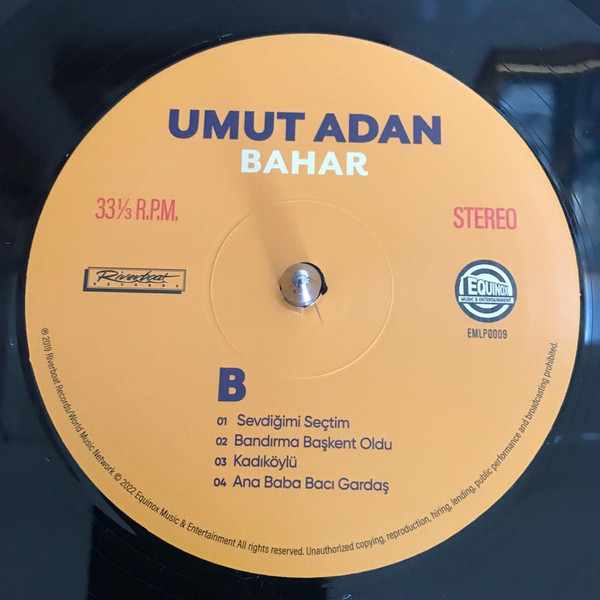 UMUT ADAN
BAHAR
33⅓ R.P.M.
STEREO
Riverboat
RECORDS
EQUINOX
MUSIC & ENTERTAINMENT
EMLP0009
B
01 Sevdiğimi Seçtim
02 Bandırma Başkent Oldu
03 Kadıköylü
04 Ana Baba Bacı Gardaş
℗ 2019 Riverboat Records/World Music Network © 2022 Equinox Music & Entertainment All rights reserved. Unauthorized copying, reproduction, hiring, lending, public performance and broadcasting prohibited.